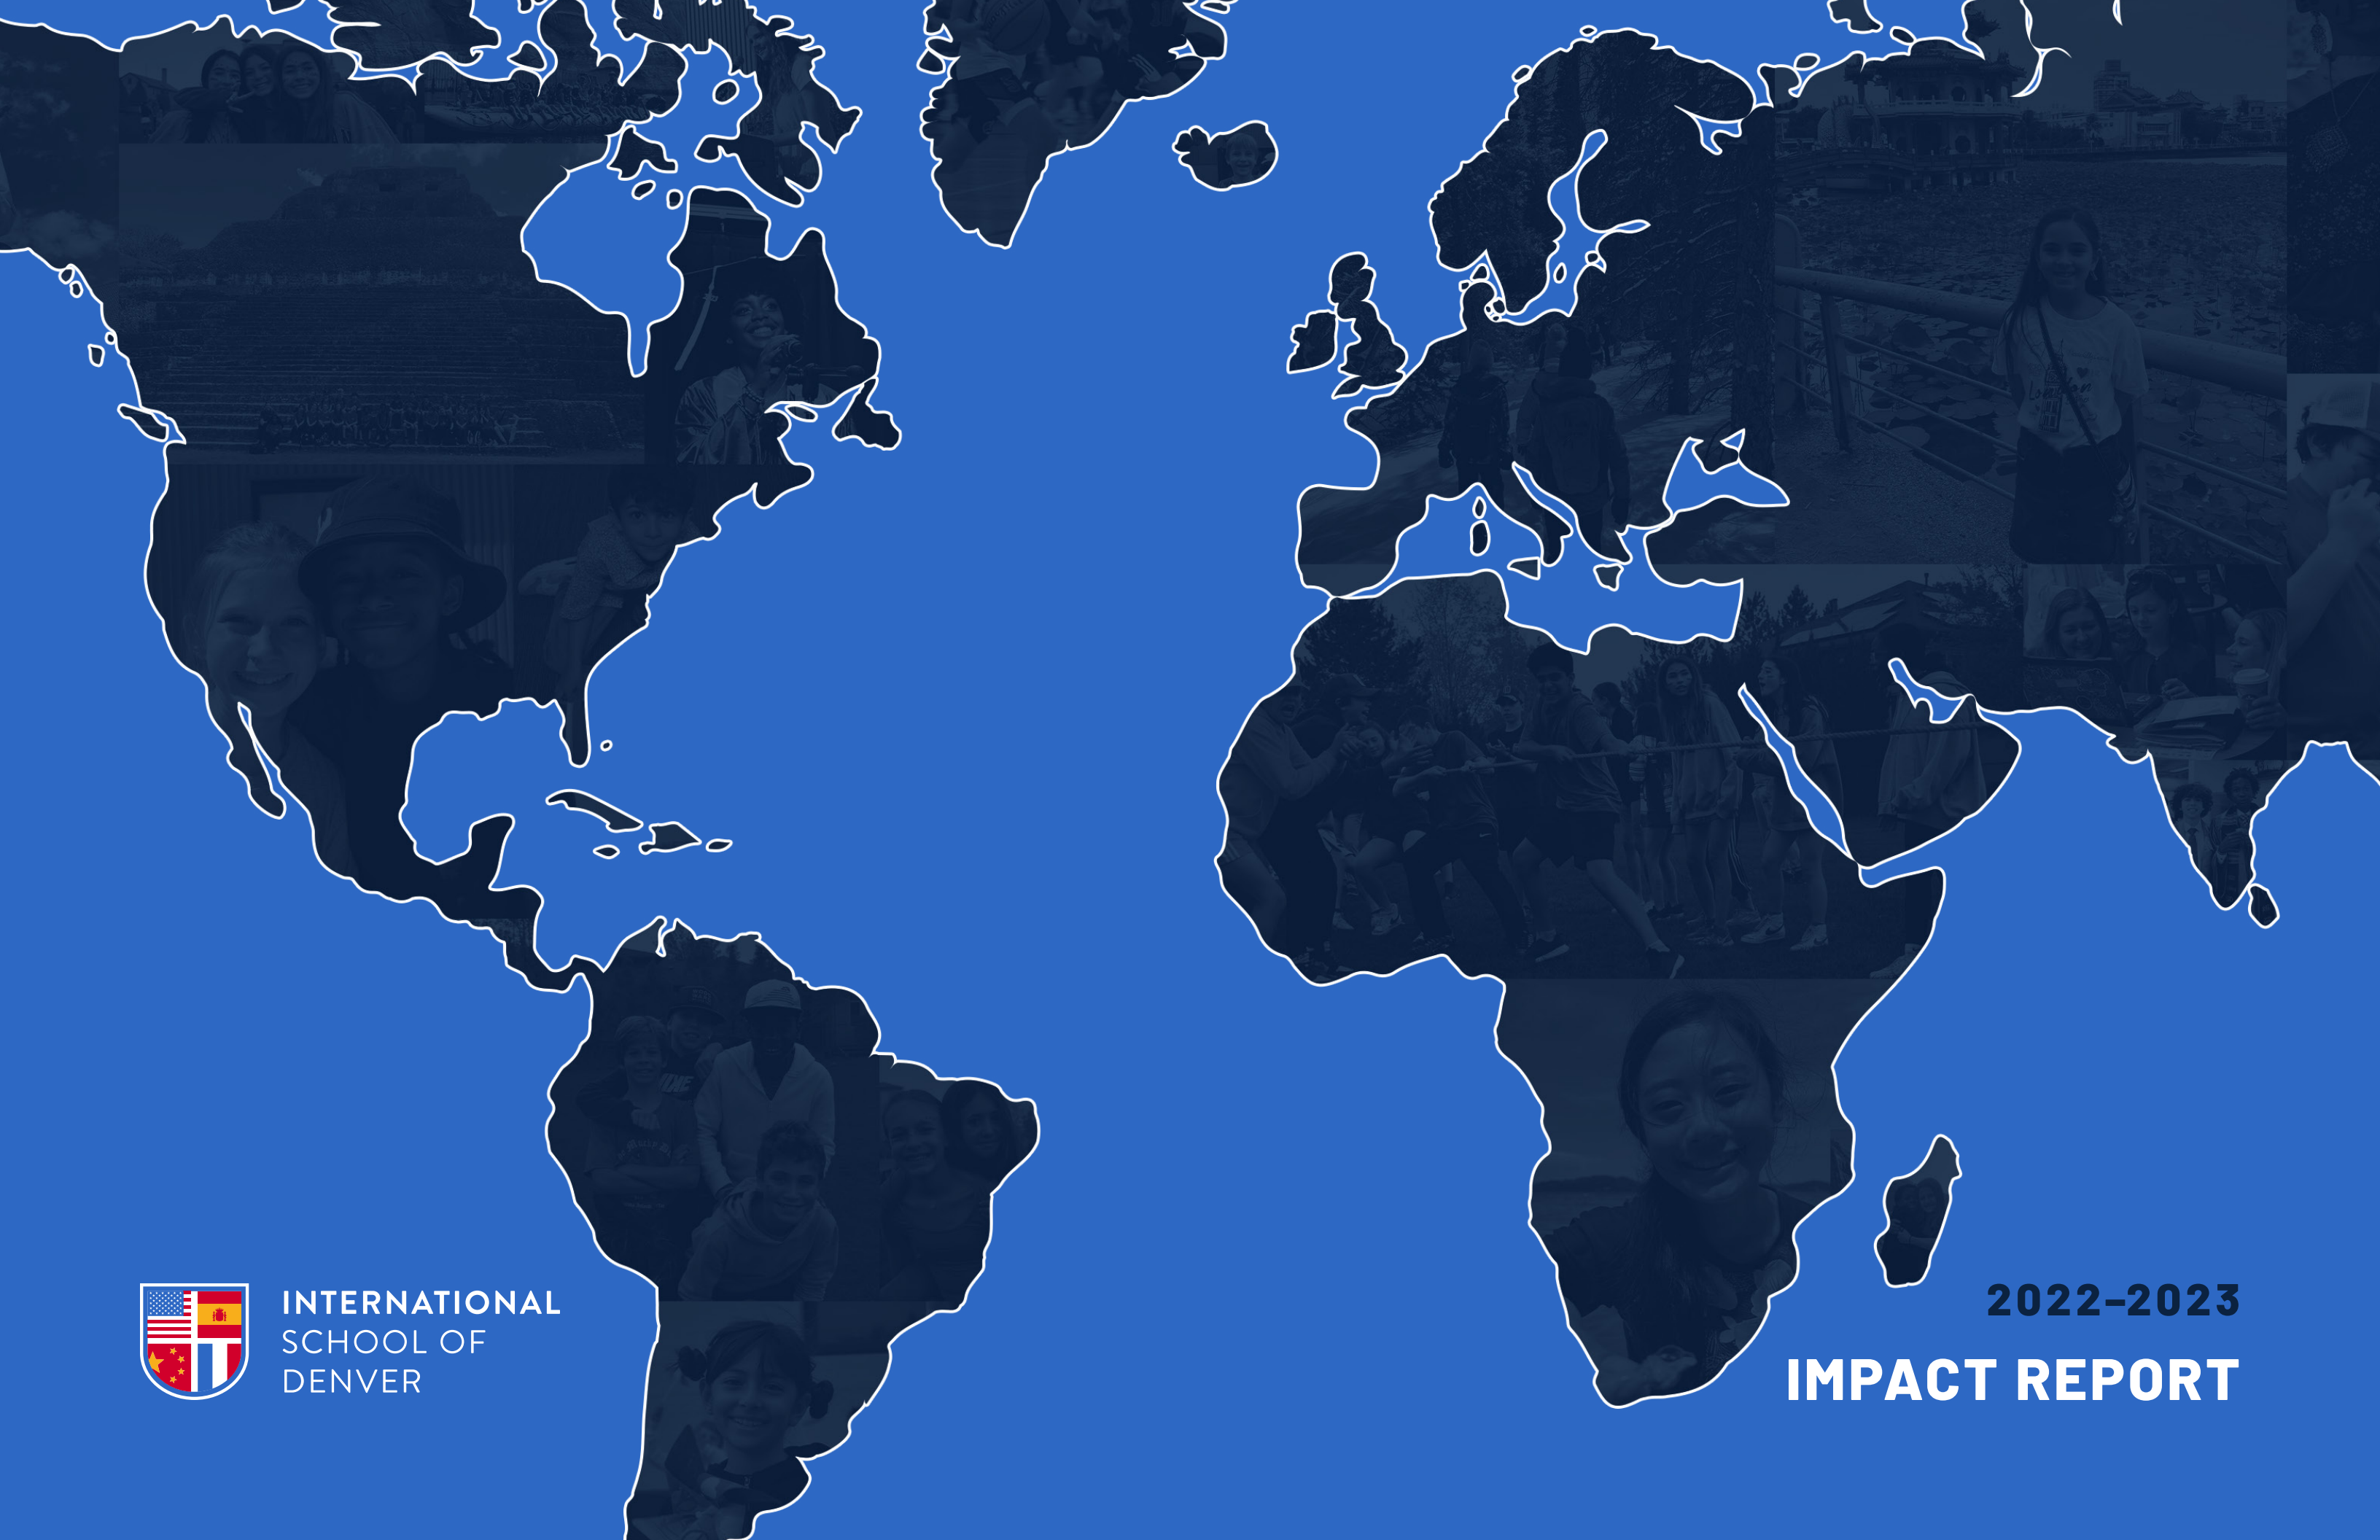 INTERNATIONAL
SCHOOL OF
DENVER
2022–2023
IMPACT REPORT